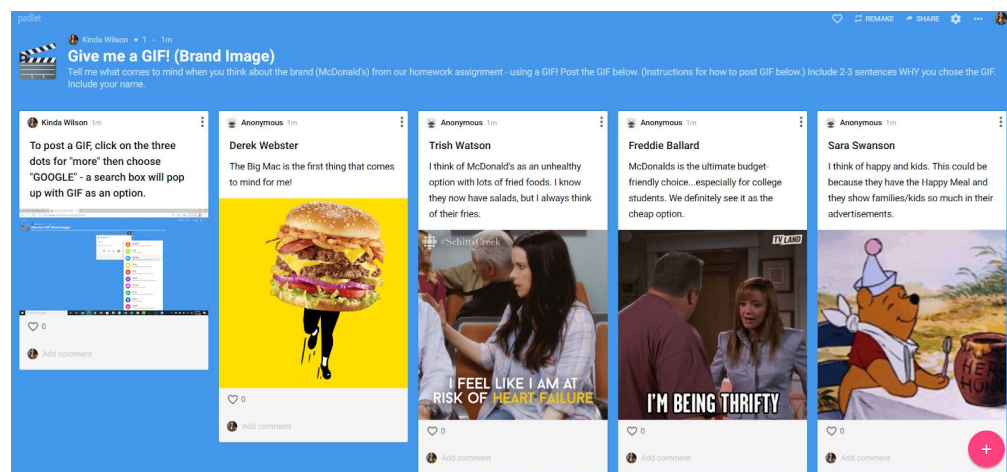 padlet
REMAKE
SHARE
Kinda Wilson + 1 • 1m
Give me a GIF! (Brand Image)
Tell me what comes to mind when you think about the brand (McDonald's) from our homework assignment - using a GIF! Post the GIF below. (Instructions for how to post GIF below.) Include 2-3 sentences WHY you chose the GIF.
Include your name.
Kinda Wilson 1m
To post a GIF, click on the three
dots for "more" then choose
"GOOGLE" - a search box will pop
up with GIF as an option.
0
Add comment
Anonymous 1m
Derek Webster
The Big Mac is the first thing that comes
to mind for me!
0
Add comment
Anonymous 1m
Trish Watson
I think of McDonald's as an unhealthy
option with lots of fried foods. I know
they now have salads, but I always think
of their fries.
#SchittsCreek
I FEEL LIKE I AM AT
RISK OF HEART FAILURE
0
Add comment
Anonymous 1m
Freddie Ballard
McDonalds is the ultimate budget-
friendly choice...especially for college
students. We definitely see it as the
cheap option.
TV LAND
I'M BEING THRIFTY
0
Add comment
Anonymous 1m
Sara Swanson
I think of happy and kids. This could be
because they have the Happy Meal and
they show families/kids so much in their
advertisements.
HER
HUN
0
Add comment